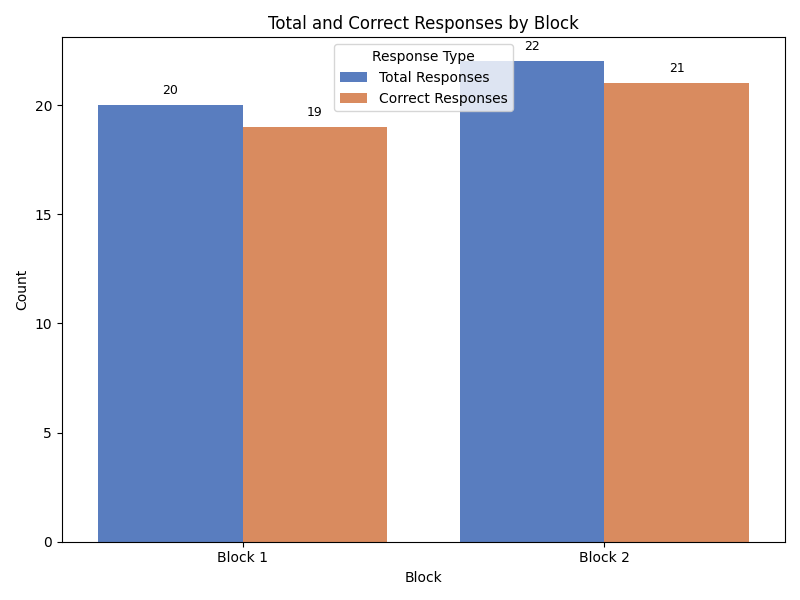 Total and Correct Responses by Block
Response Type
Total Responses
Correct Responses
20
19
22
21
Count
20
15
10
5
0
Block 1
Block 2
Block